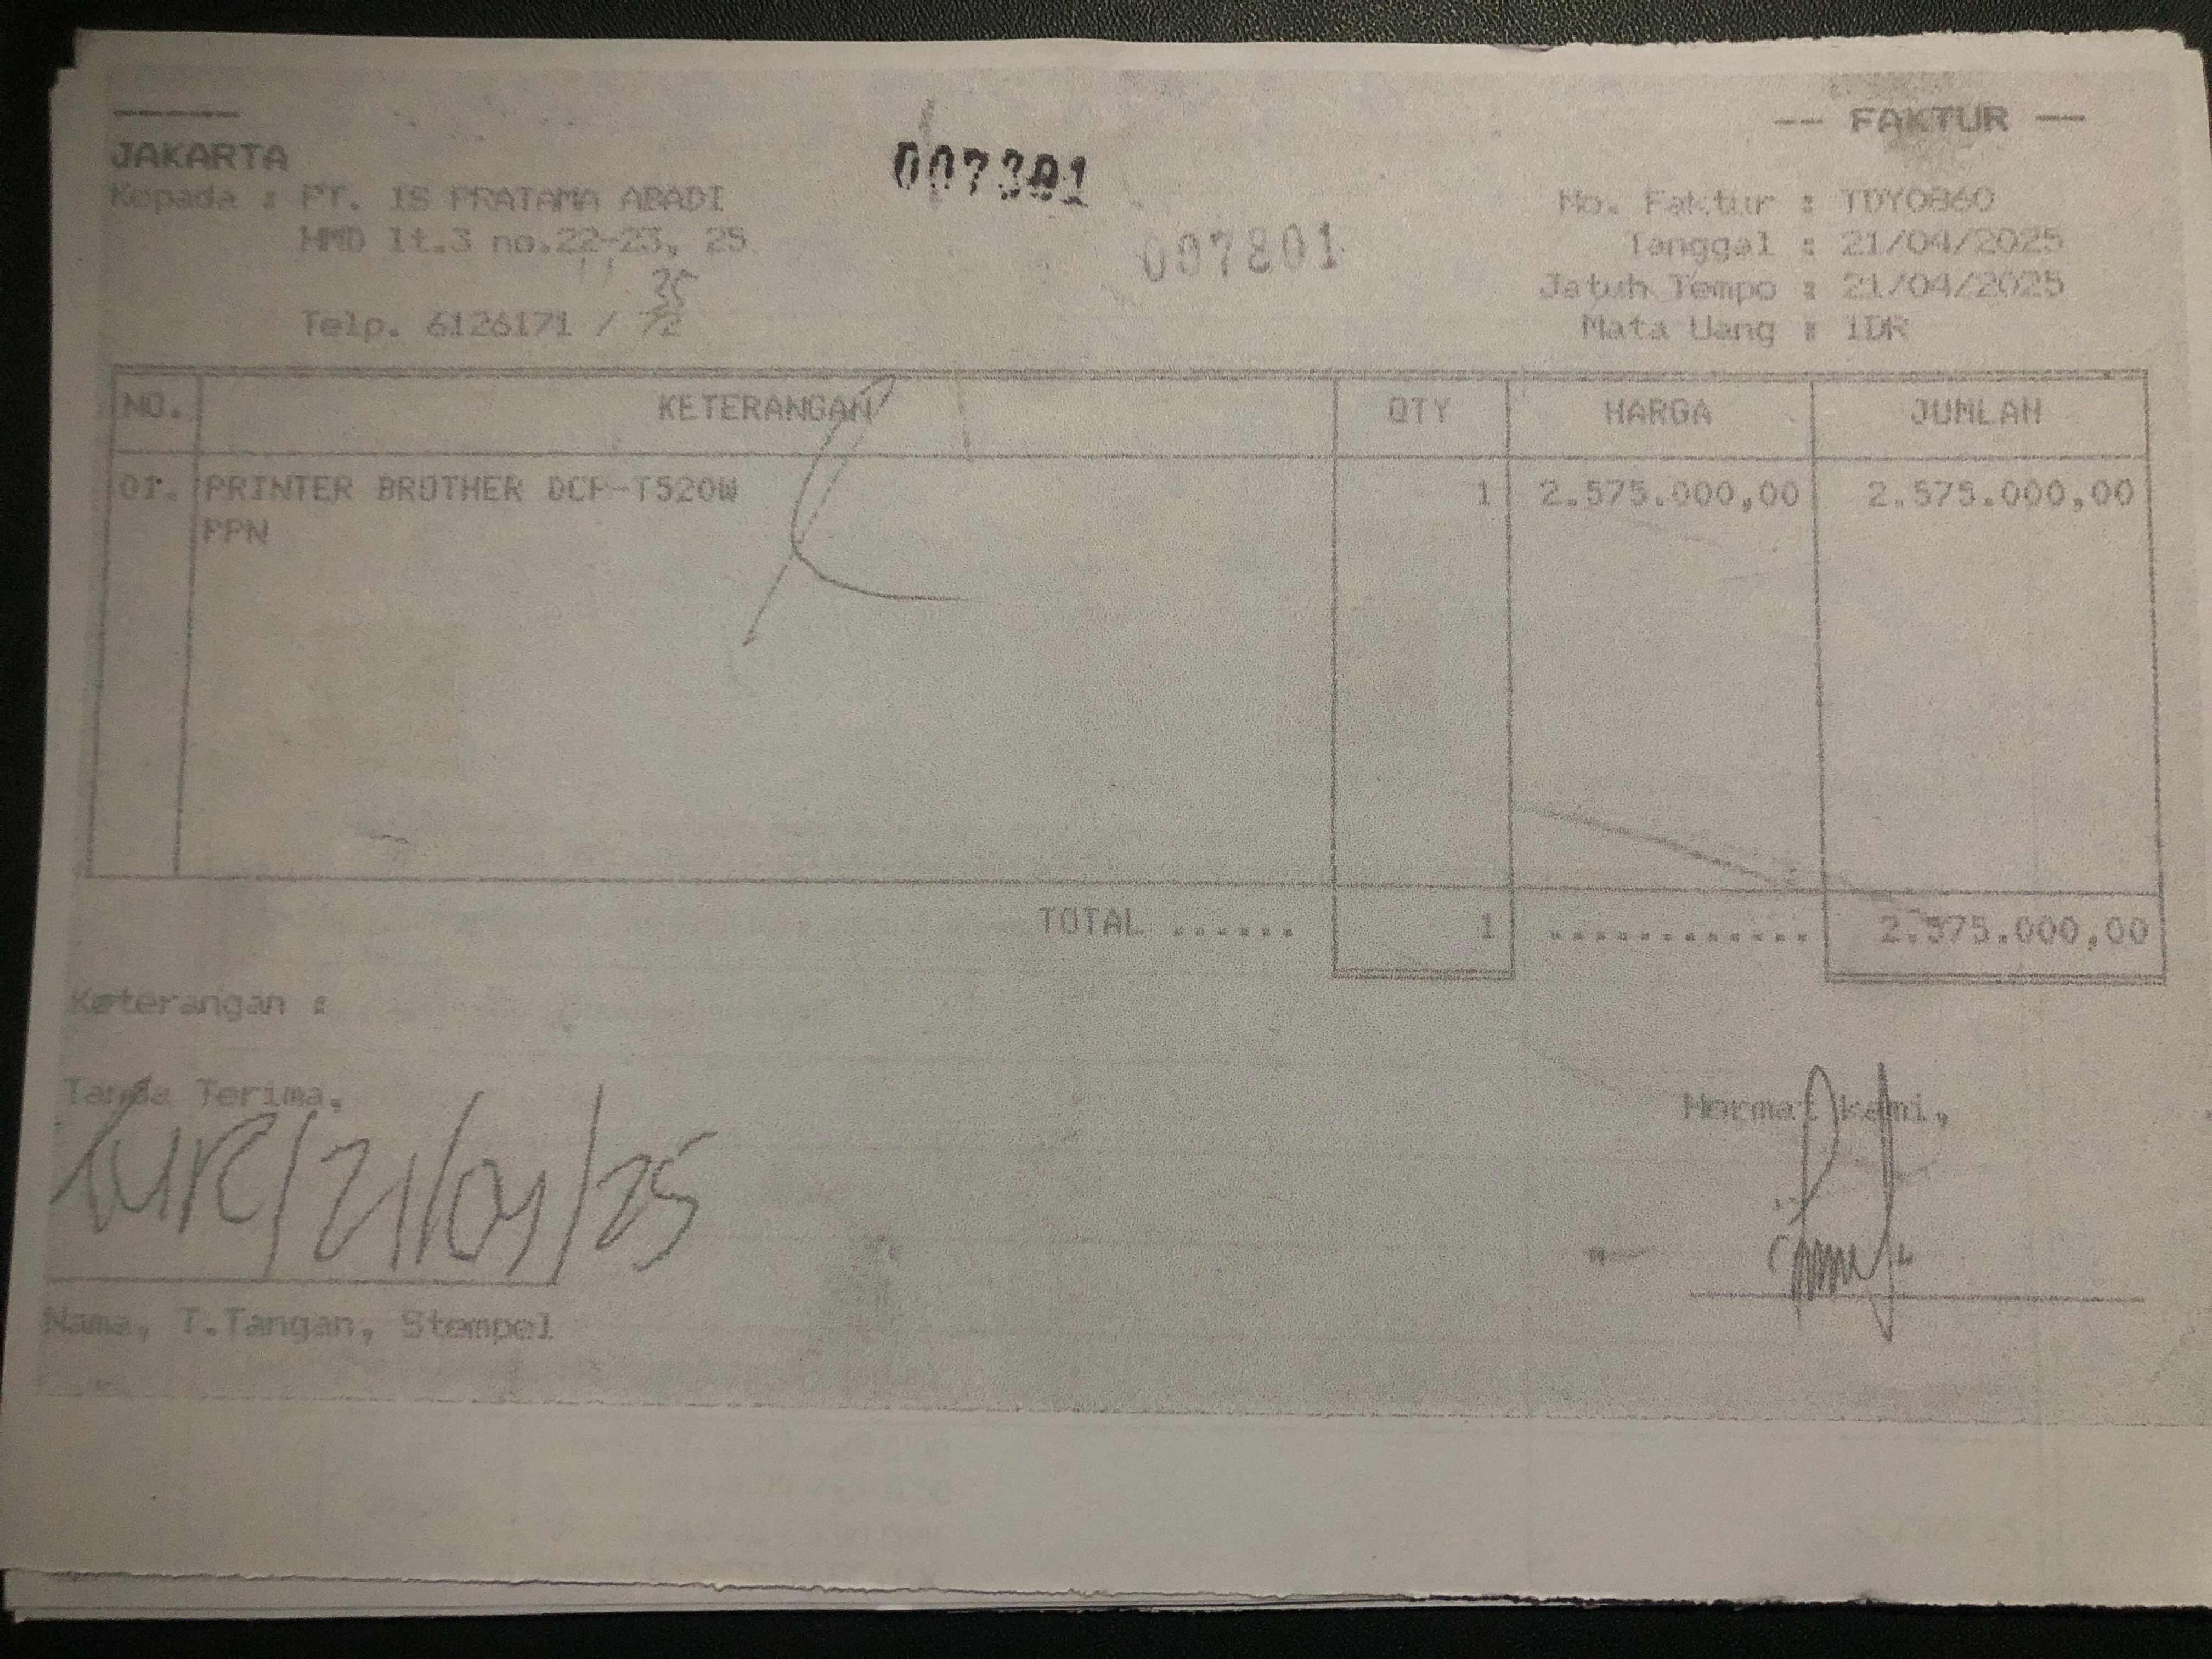 -- FAKTUR --
JAKARTA
007301
Kepada : PT. IS PRATAMA ABADI
No. Faktur : TDY0860
HMD lt.3 no.22-23, 25
007801
Tanggal : 21/04/2025
35
Jatuh Tempo : 21/04/2025
Telp. 6126171 / 72
Mata Uang : IDR
NO. KETERANGAN QTY HARGA JUMLAH
01. PRINTER BROTHER DCP-T520W 1 2.575.000,00 2.575.000,00
PPN
TOTAL ...... 1 ............. 2.575.000,00
Keterangan :
Tanda Terima, Hormat kami,
/21/04/25
Nama, T.Tangan, Stempel